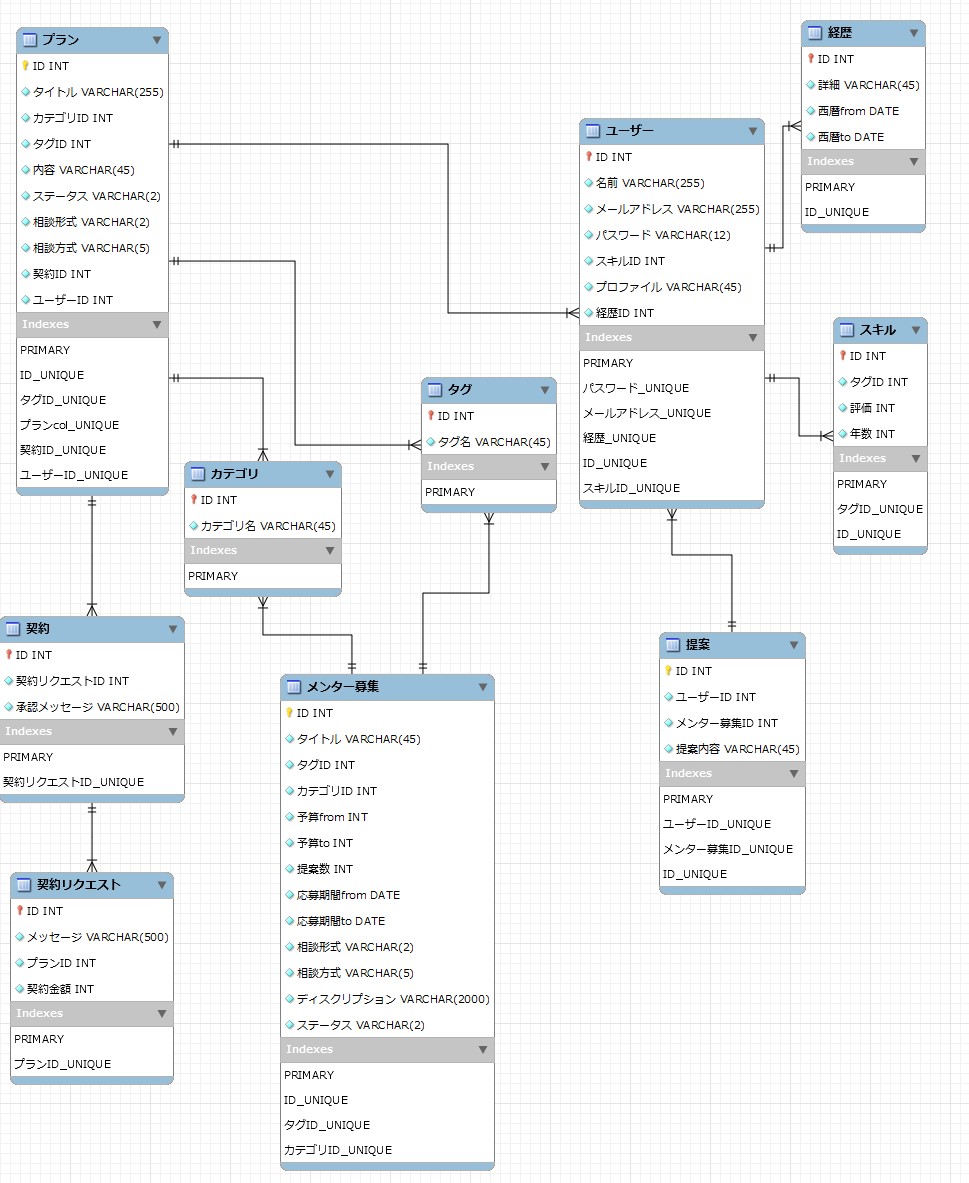 プラン
ID INT
タイトル VARCHAR(255)
カテゴリID INT
タグID INT
内容 VARCHAR(45)
ステータス VARCHAR(2)
相談形式 VARCHAR(2)
相談方式 VARCHAR(5)
契約ID INT
ユーザーID INT
Indexes
PRIMARY
ID_UNIQUE
タグID_UNIQUE
プランcol_UNIQUE
契約ID_UNIQUE
ユーザーID_UNIQUE
経歴
ID INT
詳細 VARCHAR(45)
西暦from DATE
西暦to DATE
Indexes
PRIMARY
ID_UNIQUE
ユーザー
ID INT
名前 VARCHAR(255)
メールアドレス VARCHAR(255)
パスワード VARCHAR(12)
スキルID INT
プロファイル VARCHAR(45)
経歴ID INT
Indexes
PRIMARY
パスワード_UNIQUE
メールアドレス_UNIQUE
経歴_UNIQUE
ID_UNIQUE
スキルID_UNIQUE
スキル
ID INT
タグID INT
評価 INT
年数 INT
Indexes
PRIMARY
タグID_UNIQUE
ID_UNIQUE
タグ
ID INT
タグ名 VARCHAR(45)
Indexes
PRIMARY
カテゴリ
ID INT
カテゴリ名 VARCHAR(45)
Indexes
PRIMARY
契約
ID INT
契約リクエストID INT
承認メッセージ VARCHAR(500)
Indexes
PRIMARY
契約リクエストID_UNIQUE
契約リクエスト
ID INT
メッセージ VARCHAR(500)
プランID INT
契約金額 INT
Indexes
PRIMARY
プランID_UNIQUE
メンター募集
ID INT
タイトル VARCHAR(45)
タグID INT
カテゴリID INT
予算from INT
予算to INT
提案数 INT
応募期間from DATE
応募期間to DATE
相談形式 VARCHAR(2)
相談方式 VARCHAR(5)
ディスクリプション VARCHAR(2000)
ステータス VARCHAR(2)
Indexes
PRIMARY
ID_UNIQUE
タグID_UNIQUE
カテゴリID_UNIQUE
提案
ID INT
ユーザーID INT
メンター募集ID INT
提案内容 VARCHAR(45)
Indexes
PRIMARY
ユーザーID_UNIQUE
メンター募集ID_UNIQUE
ID_UNIQUE